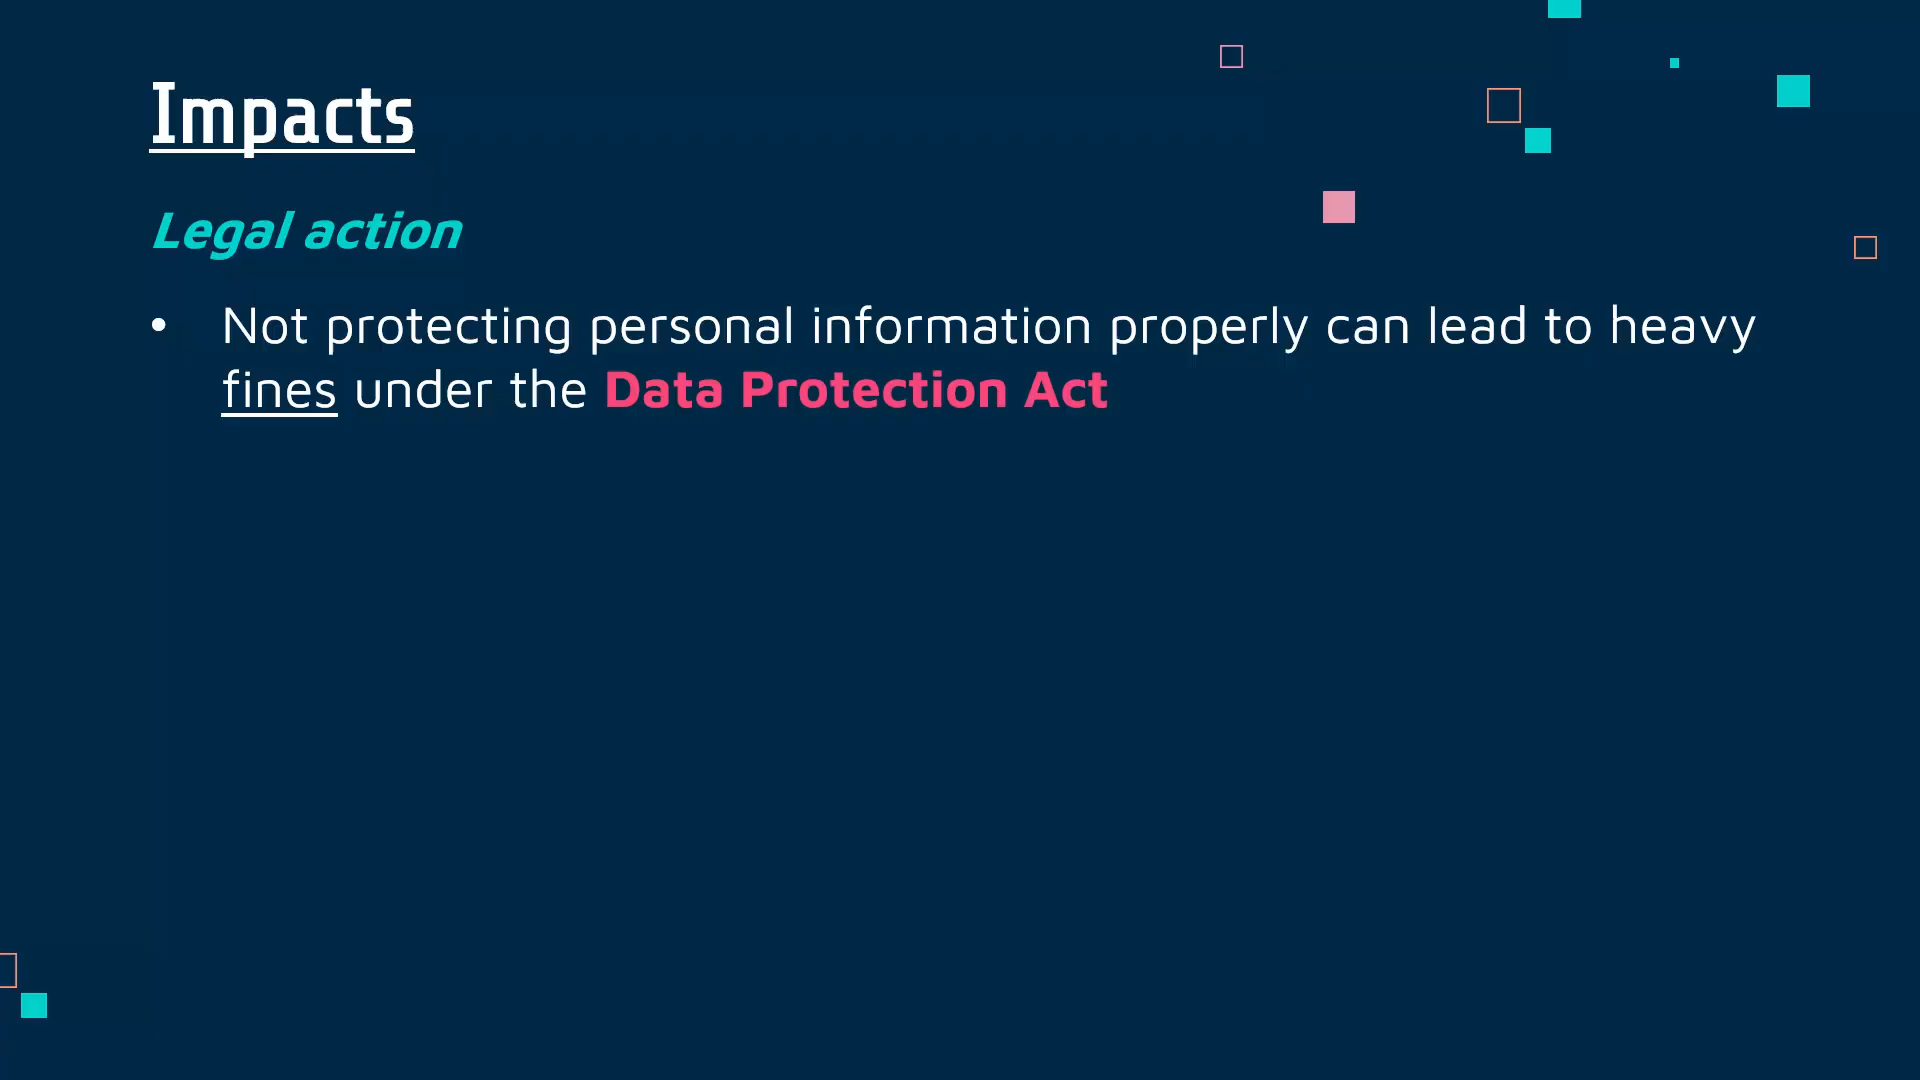 Impacts
Legal action
• Not protecting personal information properly can lead to heavy
fines under the Data Protection Act